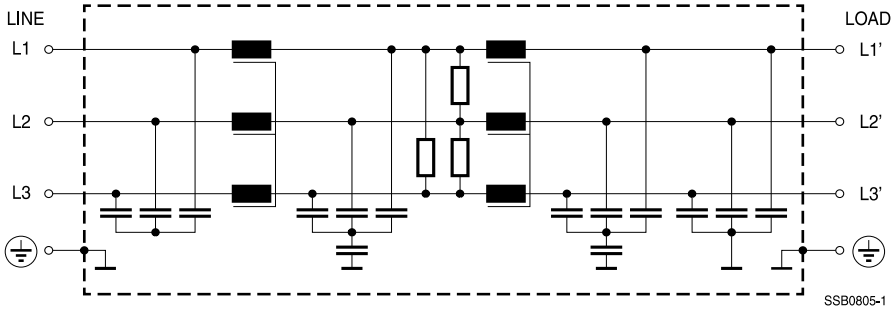 LINE LOAD
L1 L1'
L2 L2'
L3 L3'
SSB0805-1